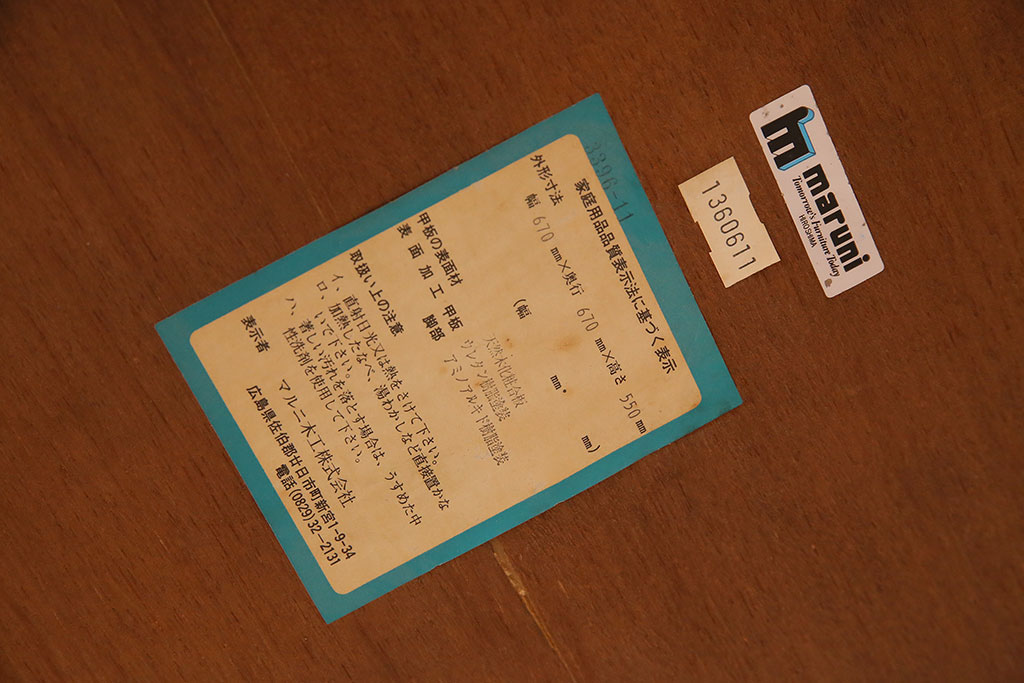 3396-11
家庭用品品質表示法に基づく表示
外形寸法
幅 670 mm×奥行 670 mm×高さ 550 mm
(幅 mm. mm)
甲板の表面材 天然木化粧合板
表面加工 甲板 ウレタン樹脂塗装
脚部 アミノアルキド樹脂塗装
取扱い上の注意
イ、直射日光又は熱をさけて下さい。
ロ、加熱したなべ、湯わかしなど直接置かな
いで下さい。
ハ、著しい汚れを落とす場合は、うすめた中
性洗剤を使用して下さい。
表示者 マルニ木工株式会社
広島県佐伯郡廿日市町新宮1-9-34
電話(0829)32-2131
1360611
maruni
Tomorrow's Furniture Today
HIROSHIMA